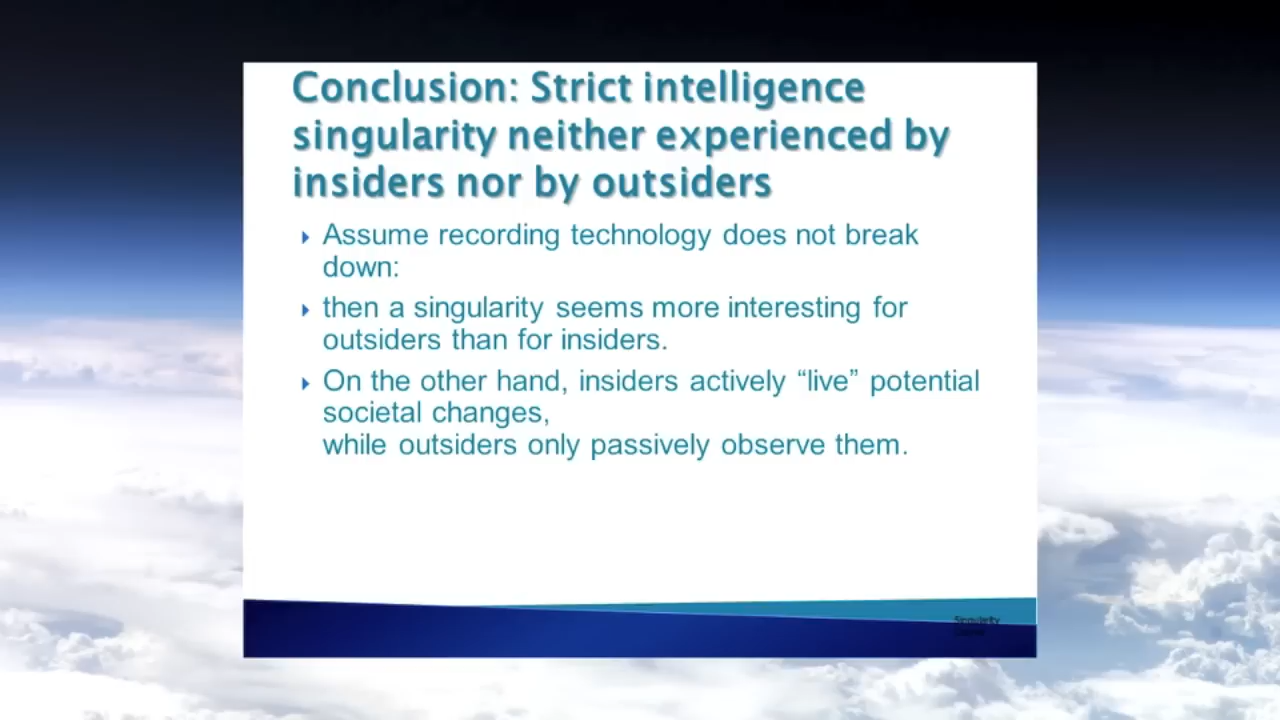 Conclusion: Strict intelligence
singularity neither experienced by
insiders nor by outsiders
Assume recording technology does not break
down:
then a singularity seems more interesting for
outsiders than for insiders.
On the other hand, insiders actively “live” potential
societal changes,
while outsiders only passively observe them.
Singularity